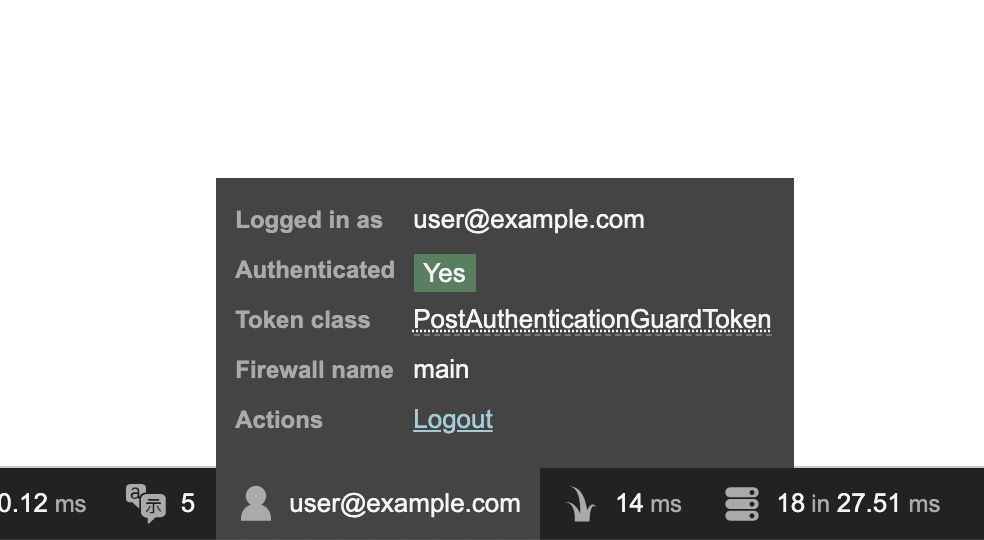 Logged in as user@example.com
Authenticated Yes
Token class PostAuthenticationGuardToken
Firewall name main
Actions Logout
0.12 ms 5 user@example.com 14 ms 18 in 27.51 ms